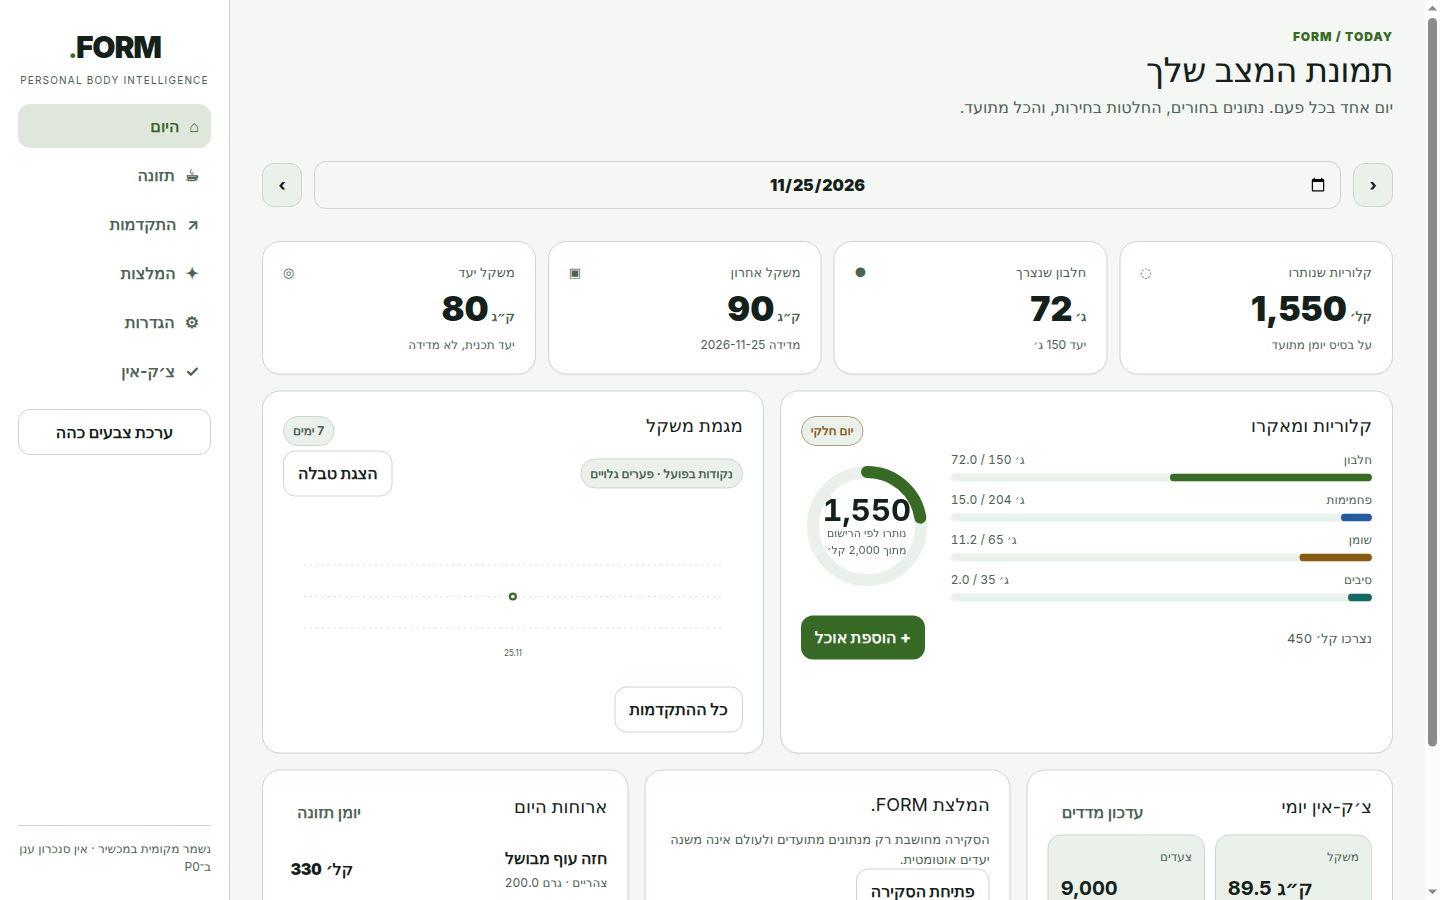 FORM.
PERSONAL BODY INTELLIGENCE
היום
תזונה
התקדמות
המלצות
הגדרות
צ׳ק-אין
ערכת צבעים כהה
נשמר מקומית במכשיר · אין סנכרון ענן
ב־P0
FORM / TODAY
תמונת המצב שלך
יום אחד בכל פעם. נתונים בחורים, החלטות בחירות, והכל מתועד.
11/25/2026
קלוריות שנותרו
1,550 קל׳
על בסיס יומן מתועד
חלבון שנצרך
72 ג׳
יעד 150 ג׳
משקל אחרון
90 ק״ג
מדידה 2026-11-25
משקל יעד
80 ק״ג
יעד תכנית, לא מדידה
קלוריות ומאקרו
יום חלקי
חלבון
72.0 / 150 ג׳
פחמימות
15.0 / 204 ג׳
שומן
11.2 / 65 ג׳
סיבים
2.0 / 35 ג׳
1,550
נותרו לפי הרישום
מתוך 2,000 קל׳
נצרכו קל׳ 450
+ הוספת אוכל
מגמת משקל
7 ימים
נקודות בפועל · פערים גלויים
הצגת טבלה
25.11
כל ההתקדמות
צ׳ק-אין יומי
עדכון מדדים
משקל
89.5 ק״ג
צעדים
9,000
המלצת FORM.
הסקירה מחושבת רק מנתונים מתועדים ולעולם אינה משנה
יעדים אוטומטית.
פתיחת הסקירה
ארוחות היום
יומן תזונה
חזה עוף מבושל
צהריים · גרם 200.0
330 קל׳